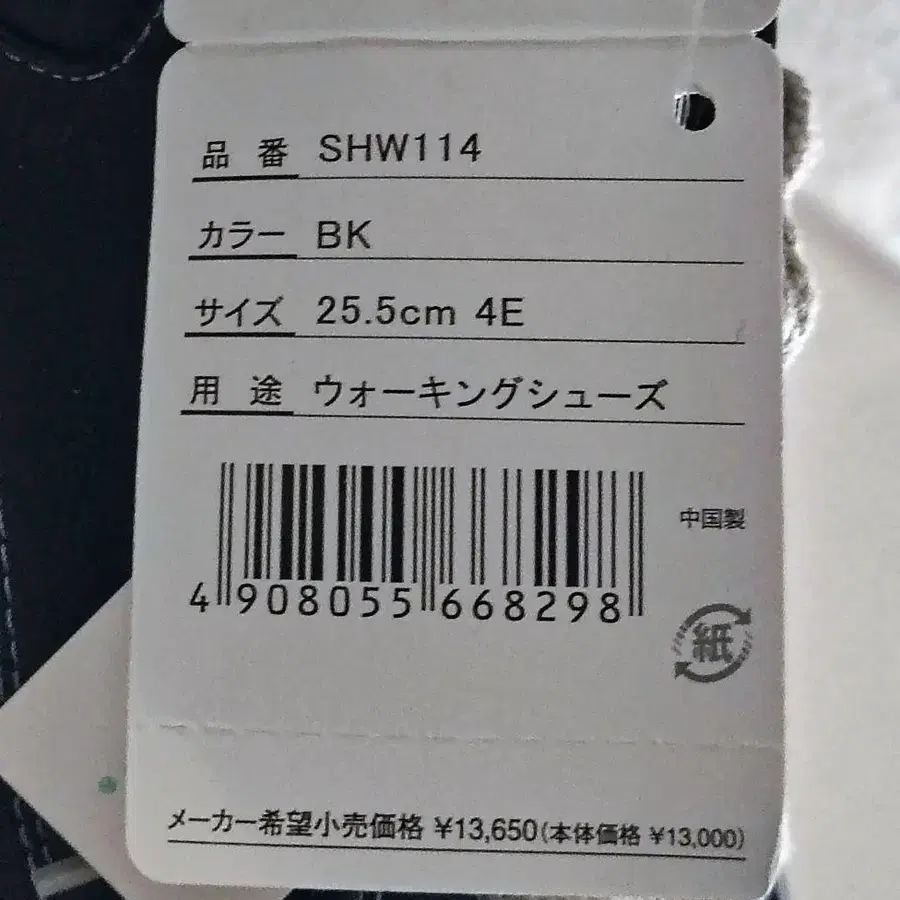 品 番 SHW114
カラー BK
サイズ 25.5cm 4E
用 途 ウォーキングシューズ
中国製
4 908055 668298
紙
メーカー希望小売価格 ¥13,650(本体価格 ¥13,000)